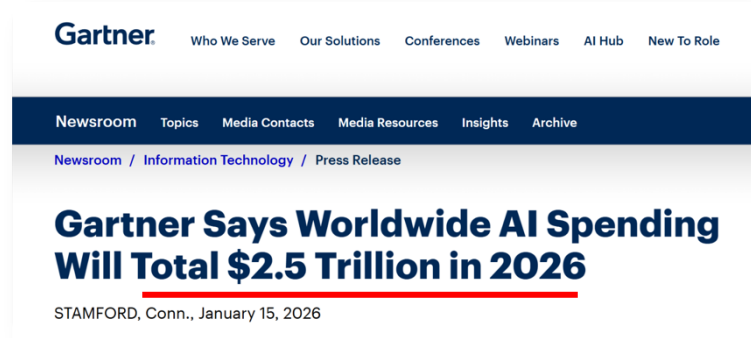 Gartner.
Who We Serve Our Solutions Conferences Webinars AI Hub New To Role
Newsroom Topics Media Contacts Media Resources Insights Archive
Newsroom / Information Technology / Press Release
Gartner Says Worldwide AI Spending
Will Total $2.5 Trillion in 2026
STAMFORD, Conn., January 15, 2026